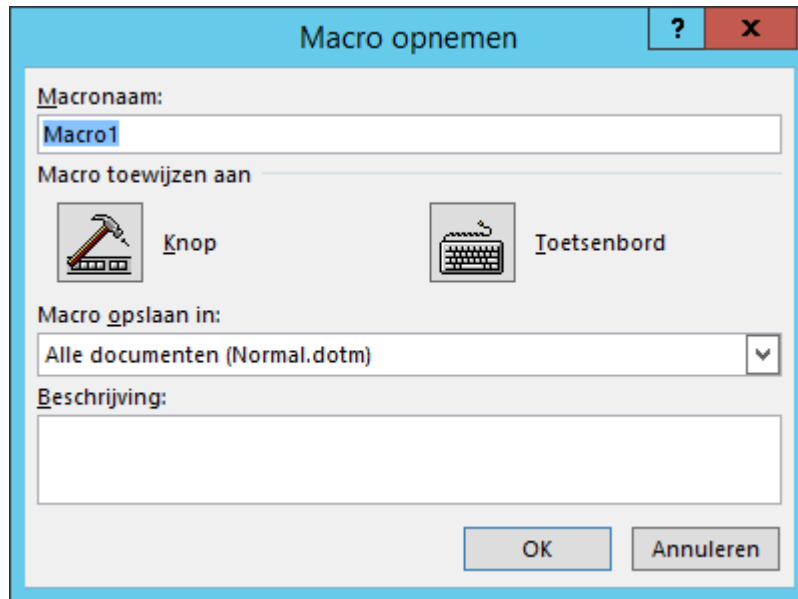 Macro opnemen
? x
Macronaam:
Macro1
Macro toewijzen aan
Knop Toetsenbord
Macro opslaan in:
Alle documenten (Normal.dotm)
Beschrijving:
OK Annuleren